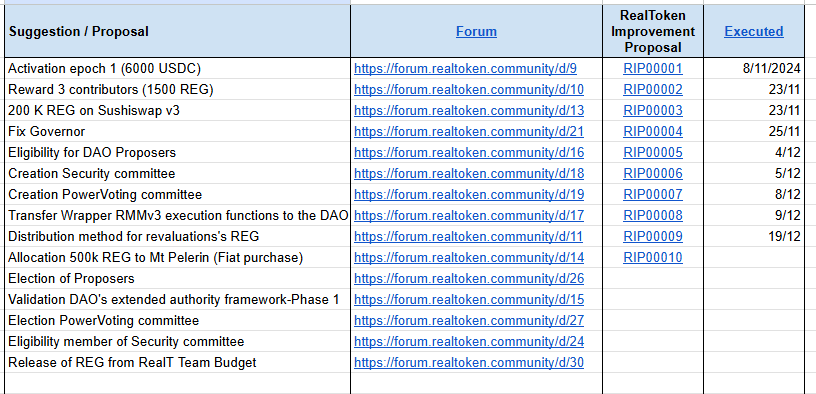 Suggestion / Proposal Forum RealToken Improvement Proposal Executed
Activation epoch 1 (6000 USDC) https://forum.realtoken.community/d/9 RIP00001 8/11/2024
Reward 3 contributors (1500 REG) https://forum.realtoken.community/d/10 RIP00002 23/11
200 K REG on Sushiswap v3 https://forum.realtoken.community/d/13 RIP00003 23/11
Fix Governor https://forum.realtoken.community/d/21 RIP00004 25/11
Eligibility for DAO Proposers https://forum.realtoken.community/d/16 RIP00005 4/12
Creation Security committee https://forum.realtoken.community/d/18 RIP00006 5/12
Creation PowerVoting committee https://forum.realtoken.community/d/19 RIP00007 8/12
Transfer Wrapper RMMv3 execution functions to the DAO https://forum.realtoken.community/d/17 RIP00008 9/12
Distribution method for revaluations's REG https://forum.realtoken.community/d/11 RIP00009 19/12
Allocation 500k REG to Mt Pelerin (Fiat purchase) https://forum.realtoken.community/d/14 RIP00010
Election of Proposers https://forum.realtoken.community/d/26
Validation DAO's extended authority framework-Phase 1 https://forum.realtoken.community/d/15
Election PowerVoting committee https://forum.realtoken.community/d/27
Eligibility member of Security committee https://forum.realtoken.community/d/24
Release of REG from RealT Team Budget https://forum.realtoken.community/d/30